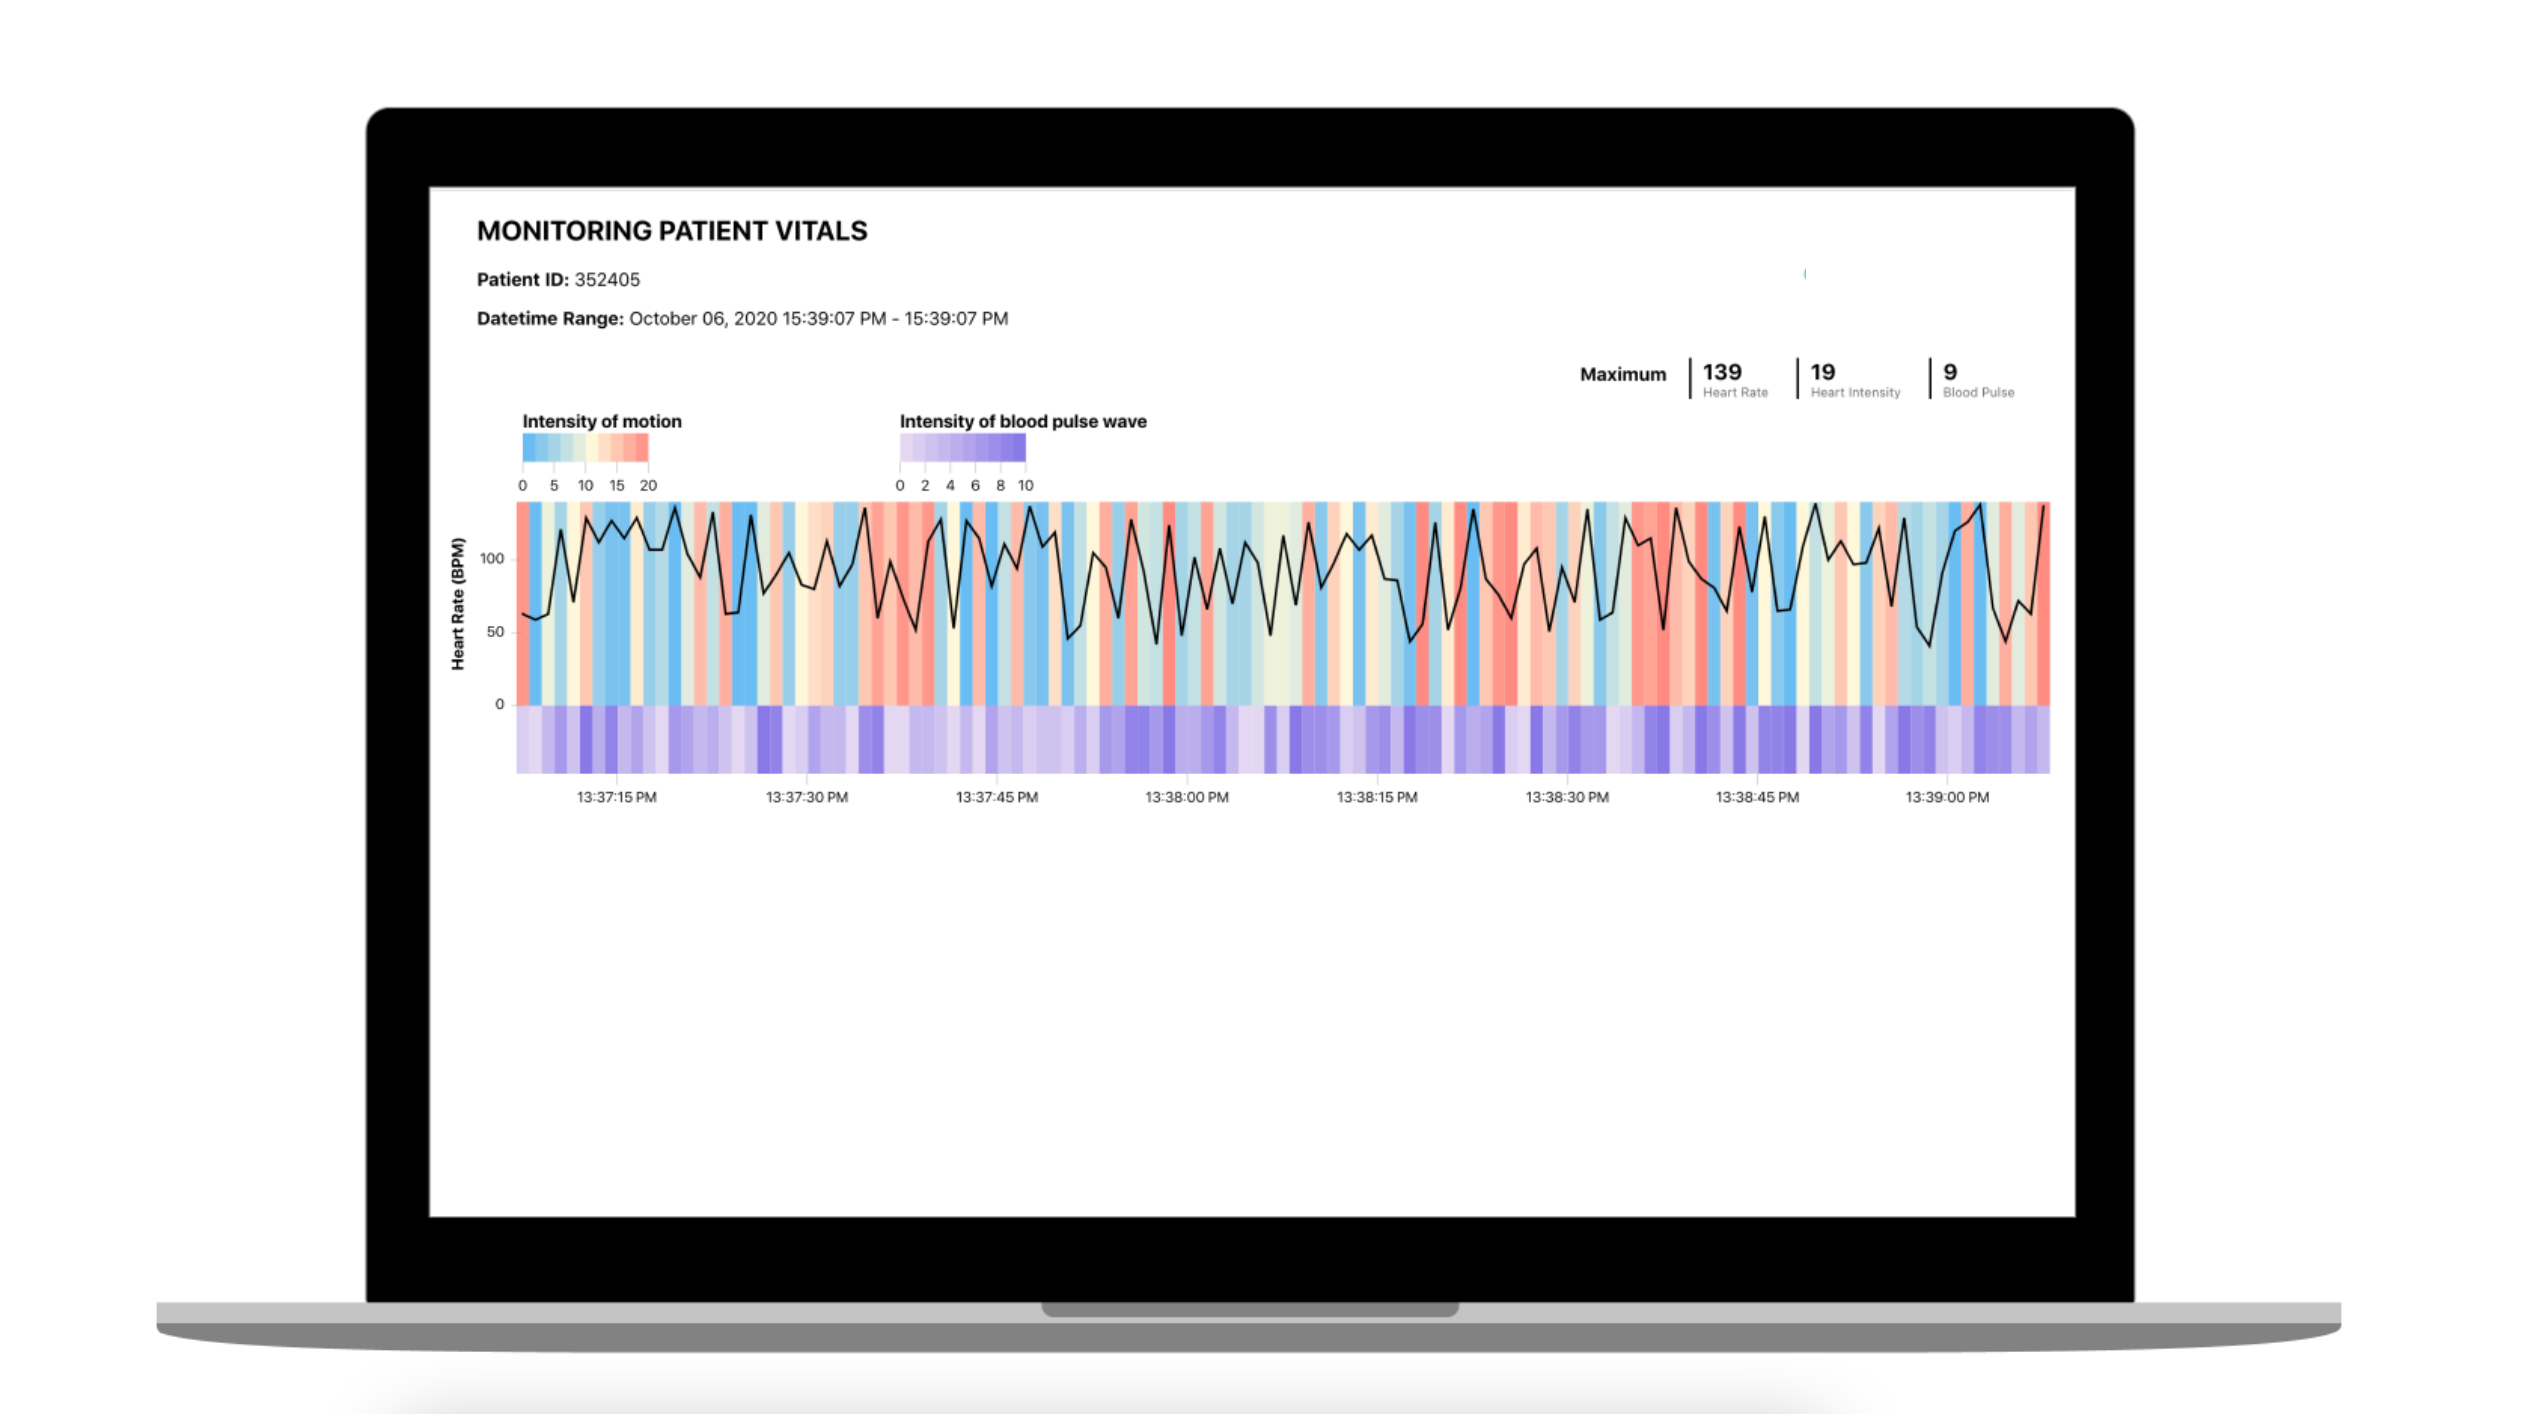 MONITORING PATIENT VITALS
Patient ID: 352405
Datetime Range: October 06, 2020 15:39:07 PM - 15:39:07 PM
Maximum
139
Heart Rate
19
Heart Intensity
9
Blood Pulse
Intensity of motion
0 5 10 15 20
Intensity of blood pulse wave
0 2 4 6 8 10
Heart Rate (BPM)
100
50
0
13:37:15 PM 13:37:30 PM 13:37:45 PM 13:38:00 PM 13:38:15 PM 13:38:30 PM 13:38:45 PM 13:39:00 PM